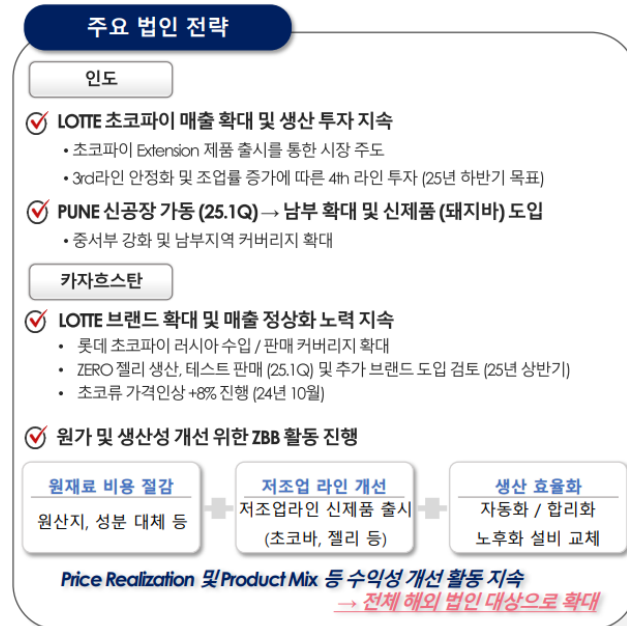 주요 법인 전략
인도
LOTTE 초코파이 매출 확대 및 생산 투자 지속
• 초코파이 Extension 제품 출시를 통한 시장 주도
• 3rd라인 안정화 및 조업률 증가에 따른 4th 라인 투자 (25년 하반기 목표)
PUNE 신공장 가동 (25.1Q) → 남부 확대 및 신제품 (돼지바) 도입
• 중서부 강화 및 남부지역 커버리지 확대
카자흐스탄
LOTTE 브랜드 확대 및 매출 정상화 노력 지속
• 롯데 초코파이 러시아 수입 / 판매 커버리지 확대
• ZERO 젤리 생산, 테스트 판매 (25.1Q) 및 추가 브랜드 도입 검토 (25년 상반기)
• 초코류 가격인상 +8% 진행 (24년 10월)
원가 및 생산성 개선 위한 ZBB 활동 진행
원재료 비용 절감
원산지, 성분 대체 등
저조업 라인 개선
저조업라인 신제품 출시
(초코바, 젤리 등)
생산 효율화
자동화 / 합리화
노후화 설비 교체
Price Realization 및 Product Mix 등 수익성 개선 활동 지속
→ 전체 해외 법인 대상으로 확대